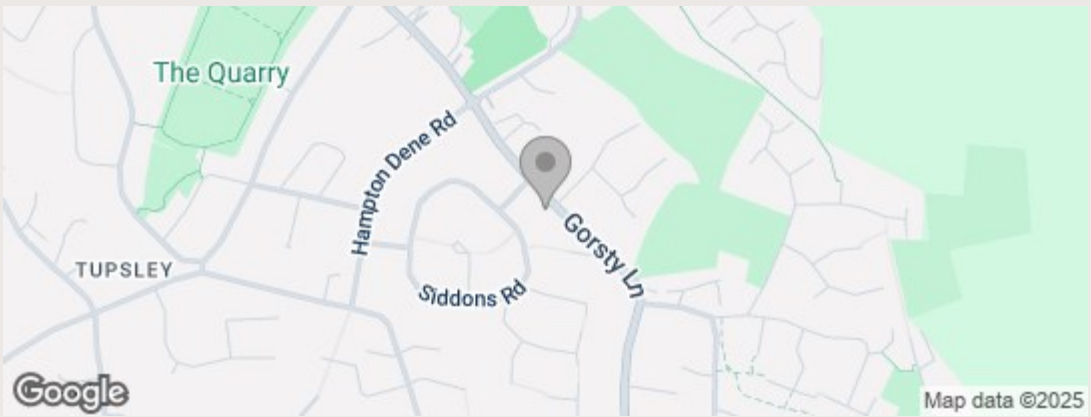 The Quarry
Hampton Dene Rd
Gorsty Ln
TUPSLEY
Siddons Rd
Google
Map data ©2025